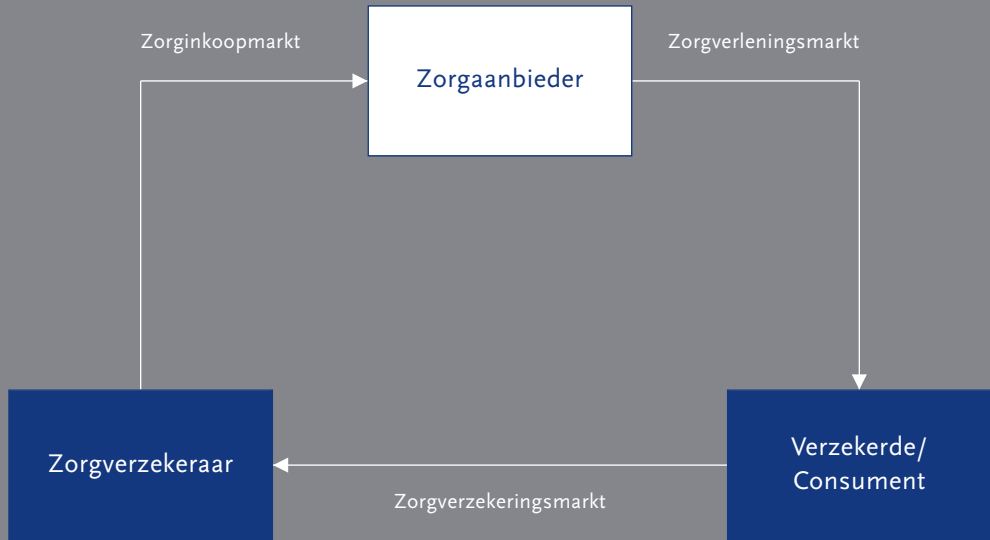 Zorginkoopmarkt
Zorgverleningsmarkt
Zorgaanbieder
Zorgverzekeraar
Verzekerde/
Consument
Zorgverzekeringsmarkt